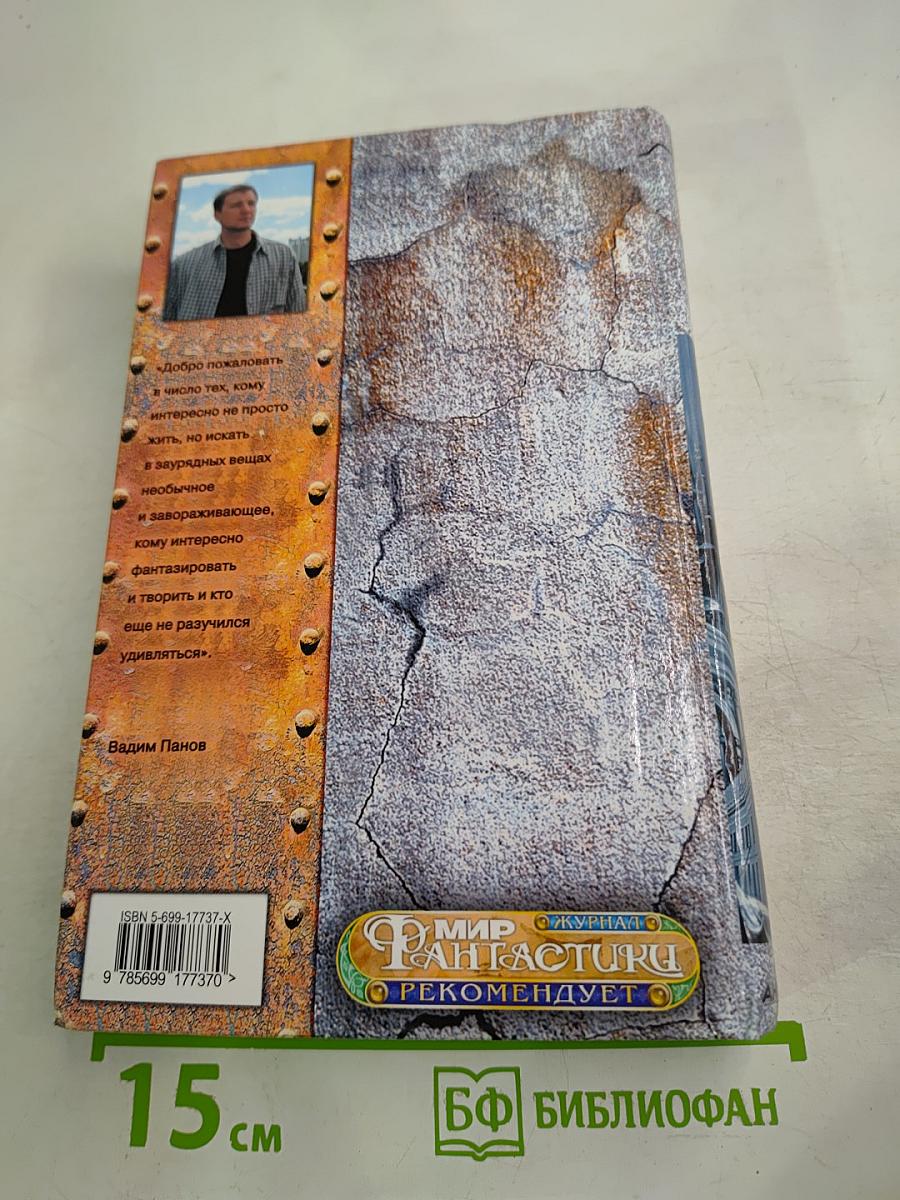 «Добро пожаловать
в число тех, кому
интересно не просто
жить, но искать
в заурядных вещах
необычное
и завораживающее,
кому интересно
фантазировать
и творить и кто
еще не разучился
удивляться».
Вадим Панов
ISBN 5-699-17737-X
9 785699 177370 >
ЖУРНАЛ
МИР
ФАНТАСТИКИ
РЕКОМЕНДУЕТ
15 см
БФ БИБЛИОФАН